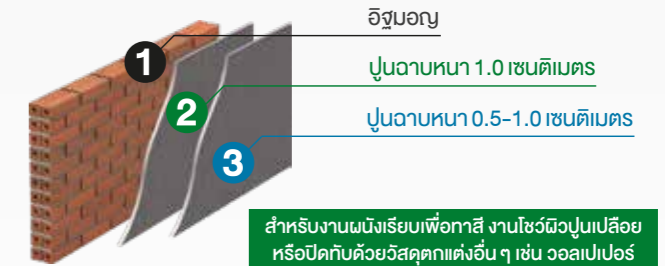 อิฐมอญ
1
ปูนฉาบหนา 1.0 เซนติเมตร
2
ปูนฉาบหนา 0.5-1.0 เซนติเมตร
3
สำหรับงานผนังเรียบเพื่อทาสี งานโชว์ผิวปูนเปลือย
หรือปิดทับด้วยวัสดุตกแต่งอื่น ๆ เช่น วอลเปเปอร์